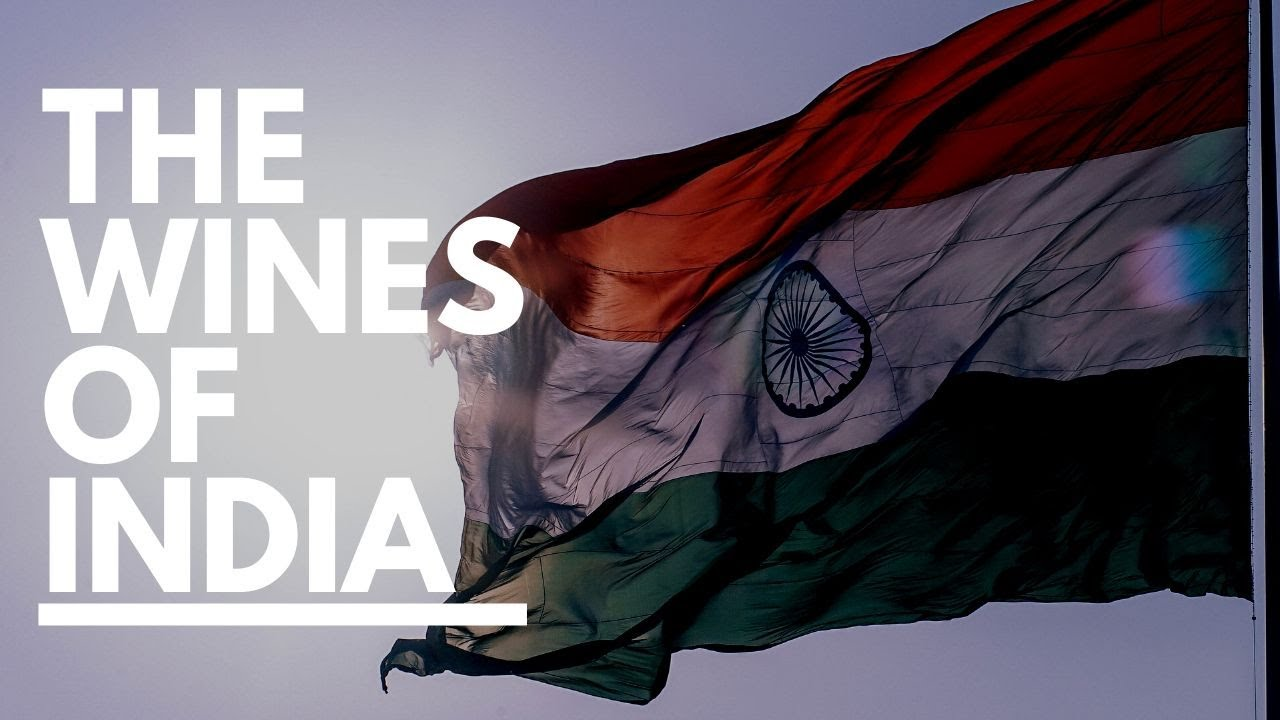 THE
WINES
OF
INDIA